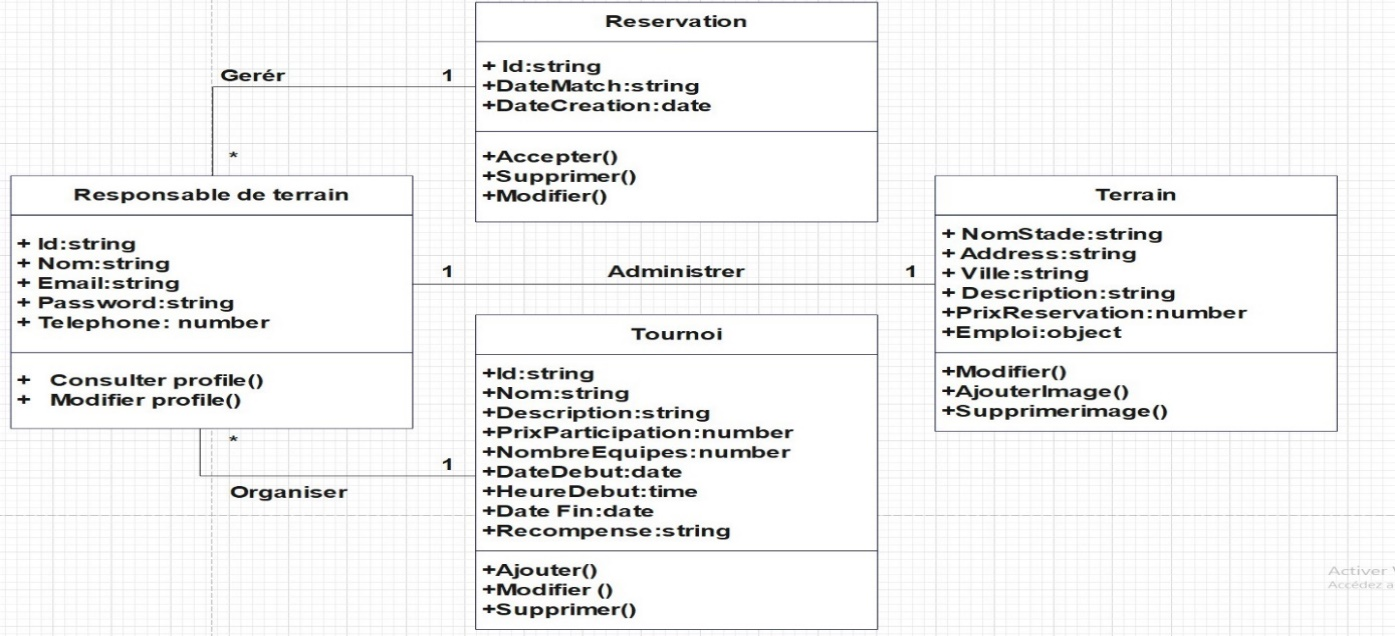 Reservation
+ Id:string
+DateMatch:string
+DateCreation:date
+Accepter()
+Supprimer()
+Modifier()
Gerér
1
*
Responsable de terrain
+ Id:string
+ Nom:string
+ Email:string
+ Password:string
+ Telephone: number
+ Consulter profile()
+ Modifier profile()
1
Administrer
1
Terrain
+ NomStade:string
+ Address:string
+ Ville:string
+ Description:string
+PrixReservation:number
+Emploi:object
+Modifier()
+AjouterImage()
+Supprimerimage()
*
1
Organiser
Tournoi
+Id:string
+Nom:string
+Description:string
+PrixParticipation:number
+NombreEquipes:number
+DateDebut:date
+HeureDebut:time
+Date Fin:date
+Recompense:string
+Ajouter()
+Modifier ()
+Supprimer()
Activer
Accédez a